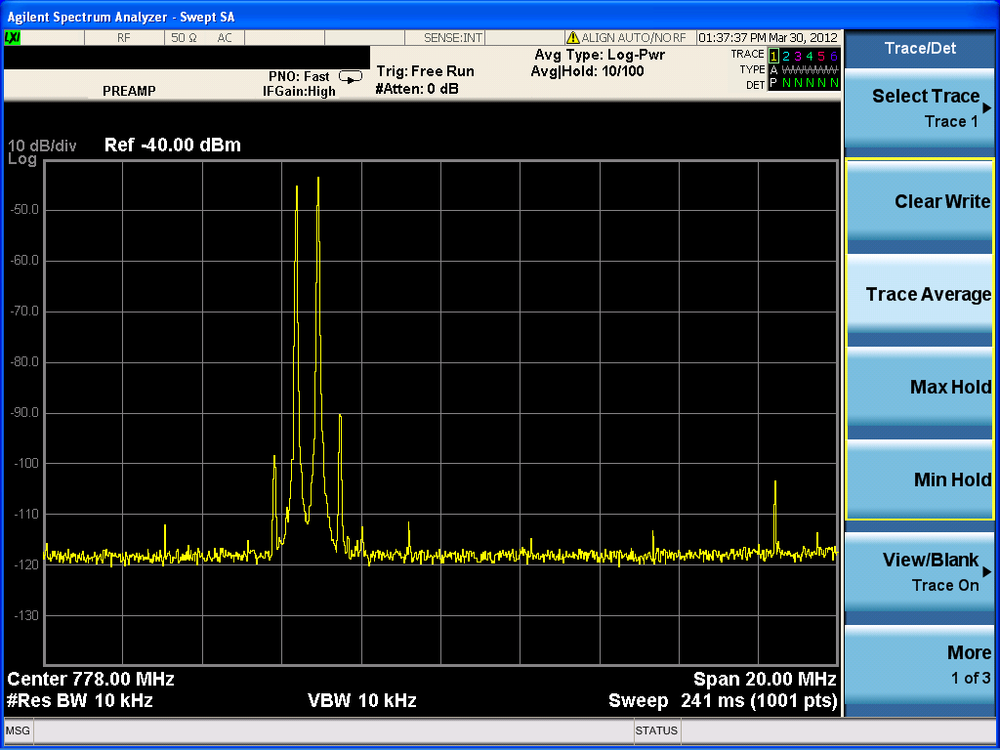 Agilent Spectrum Analyzer - Swept SA
LXI RF 50 Ω AC SENSE:INT ALIGN AUTO/NO RF 01:37:37 PM Mar 30, 2012
PREAMP
PNO: Fast
IFGain:High
Trig: Free Run
#Atten: 0 dB
Avg Type: Log-Pwr
Avg|Hold: 10/100
TRACE 1 2 3 4 5 6
TYPE A WWWWW
DET P N N N N N
10 dB/div
Log
Ref -40.00 dBm
-50.0
-60.0
-70.0
-80.0
-90.0
-100
-110
-120
-130
Center 778.00 MHz
Span 20.00 MHz
#Res BW 10 kHz
VBW 10 kHz
Sweep 241 ms (1001 pts)
MSG
STATUS
Trace/Det
Select Trace
Trace 1
Clear Write
Trace Average
Max Hold
Min Hold
View/Blank
Trace On
More
1 of 3